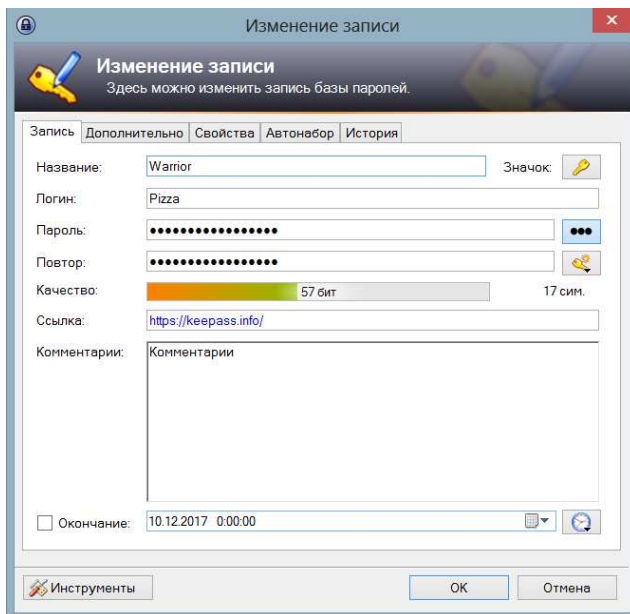 Изменение записи
Изменение записи
Здесь можно изменить запись базы паролей.
Запись Дополнительно Свойства Автонабор История
Название: Warrior Значок:
Логин: Pizza
Пароль: •••••••••••••••••
Повтор: •••••••••••••••••
Качество: 57 бит 17 сим.
Ссылка: https://keepass.info/
Комментарии: Комментарии
Окончание: 10.12.2017 0:00:00
Инструменты OK Отмена